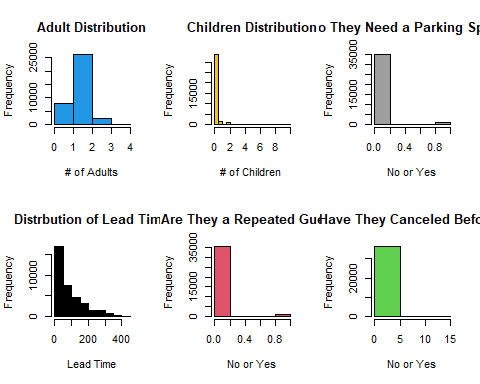 Adult Distribution
Frequency
0 10000 25000
0 1 2 3 4
# of Adults
Children Distribution
Frequency
0 15000
0 2 4 6 8
# of Children
o They Need a Parking Sp
Frequency
0 15000 35000
0.0 0.4 0.8
No or Yes
Distrbution of Lead Tim
Frequency
0 10000
0 200 400
Lead Time
Are They a Repeated Gu
Frequency
0 15000 35000
0.0 0.4 0.8
No or Yes
Have They Canceled Befo
Frequency
0 20000
0 5 10 15
No or Yes